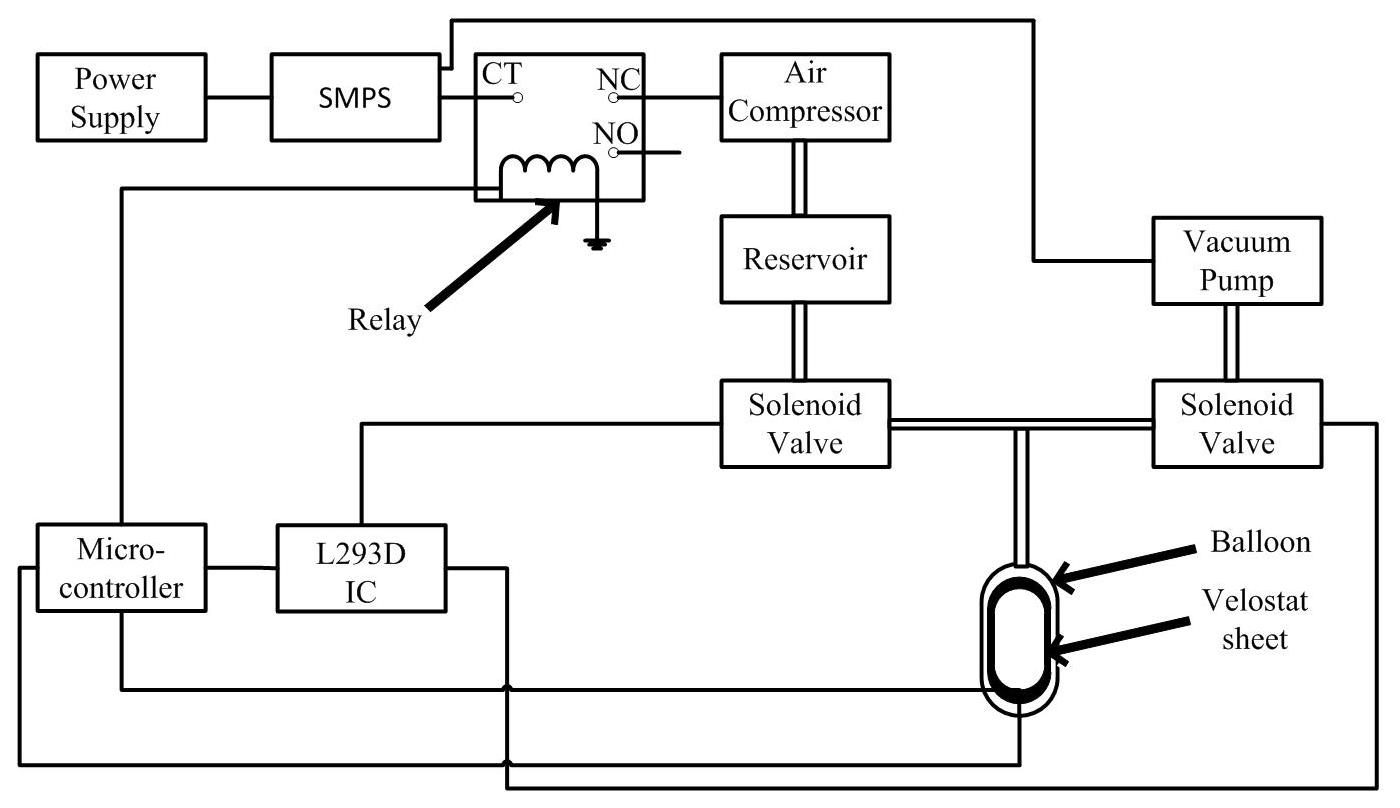 Power
Supply
SMPS
CT
NC
NO
Air
Compressor
Relay
Reservoir
Vacuum
Pump
Solenoid
Valve
Solenoid
Valve
Micro-
controller
L293D
IC
Balloon
Velostat
sheet